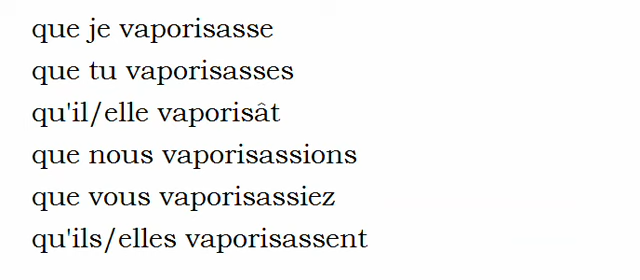 que je vaporisasse
que tu vaporisasses
qu'il/elle vaporisât
que nous vaporisassions
que vous vaporisassiez
qu'ils/elles vaporisassent